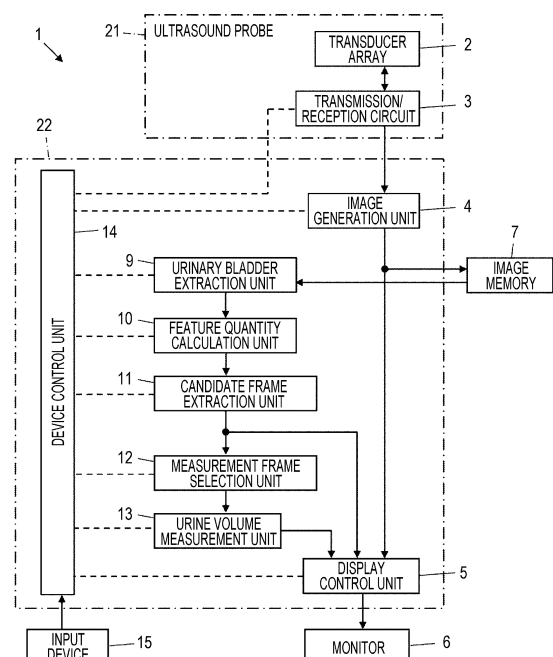 1
21
ULTRASOUND PROBE
TRANSDUCER
ARRAY
2
TRANSMISSION/
RECEPTION CIRCUIT
3
22
14
DEVICE CONTROL UNIT
IMAGE
GENERATION UNIT
4
7
IMAGE
MEMORY
9
URINARY BLADDER
EXTRACTION UNIT
10
FEATURE QUANTITY
CALCULATION UNIT
11
CANDIDATE FRAME
EXTRACTION UNIT
12
MEASUREMENT FRAME
SELECTION UNIT
13
URINE VOLUME
MEASUREMENT UNIT
DISPLAY
CONTROL UNIT
5
INPUT
DEVICE
15
MONITOR
6